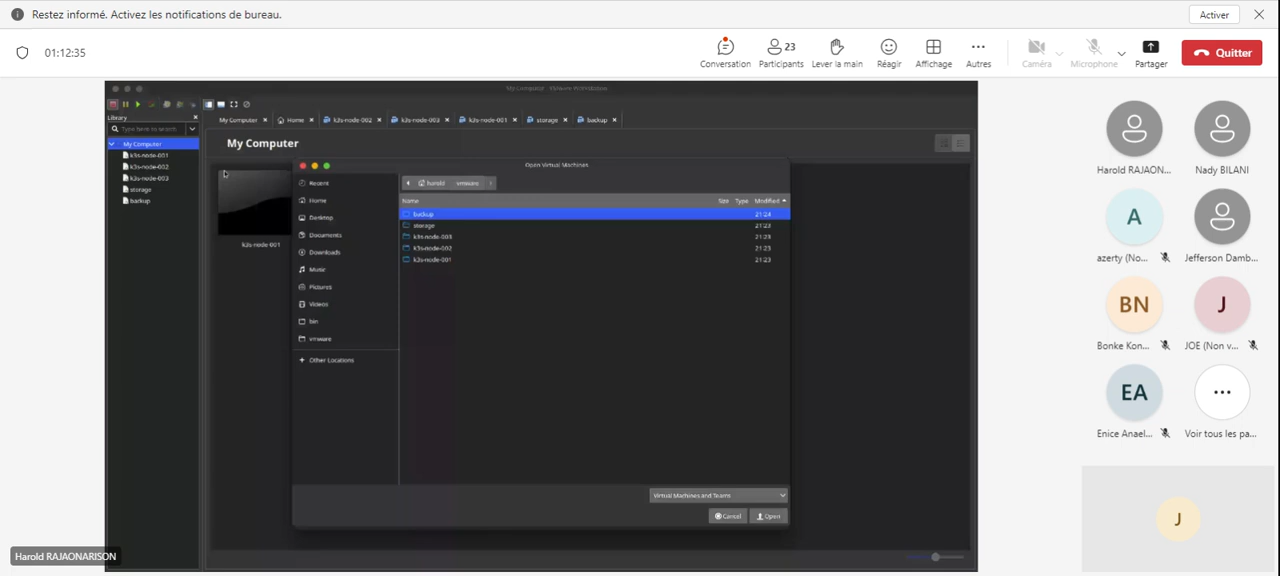 Restez informé. Activez les notifications de bureau.
Activer
01:12:35
Conversation
23
Participants
Lever la main
Réagir
Affichage
Autres
Caméra
Microphone
Partager
Quitter
My Computer
Library
Type here to search
My Computer
k3s-node-001
k3s-node-002
k3s-node-003
storage
backup
My Computer
Home
k3s-node-002
k3s-node-003
k3s-node-001
storage
backup
My Computer
k3s-node-001
Open Virtual Machines
Recent
Home
Desktop
Documents
Downloads
Music
Pictures
Videos
bin
vmware
Other Locations
harold
vmware
Name
Size
Type
Modified
backup 21:24
storage 21:23
k3s-node-003 21:23
k3s-node-002 21:23
k3s-node-001 21:23
Virtual Machines and Teams
Cancel
Open
Harold RAJAONARISON
Harold RAJAON...
Nady BILANI
A
azerty (No...
Jefferson Damb...
BN
Bonke Kon...
J
JOE (Non v...
EA
Enice Anael...
Voir tous les pa...
J